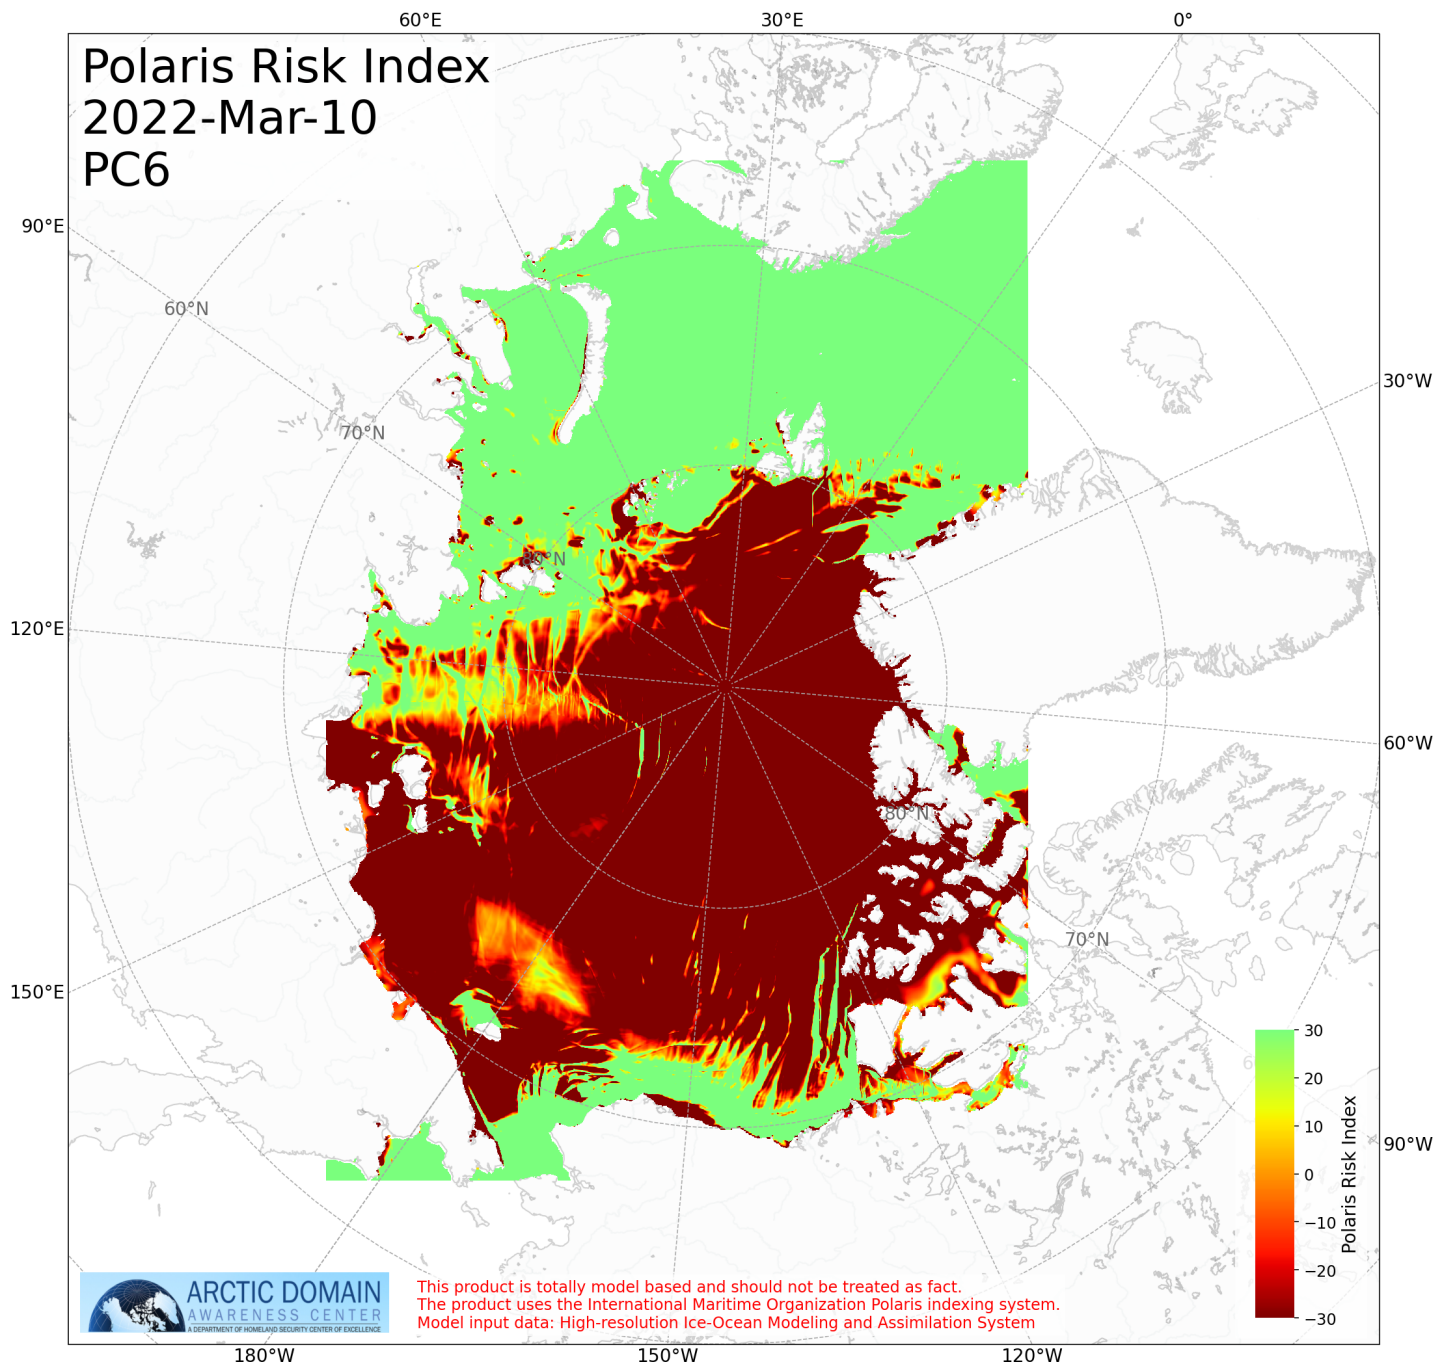 60°E 30°E 0°
Polaris Risk Index
2022-Mar-10
PC6
90°E
60°N
30°W
70°N
80°N
120°E
60°W
80°N
70°N
150°E
30
20
10
0
−10
−20
−30
Polaris Risk Index
90°W
ARCTIC DOMAIN
AWARENESS CENTER
A DEPARTMENT OF HOMELAND SECURITY CENTER OF EXCELLENCE
This product is totally model based and should not be treated as fact.
The product uses the International Maritime Organization Polaris indexing system.
Model input data: High-resolution Ice-Ocean Modeling and Assimilation System
180°W 150°W 120°W